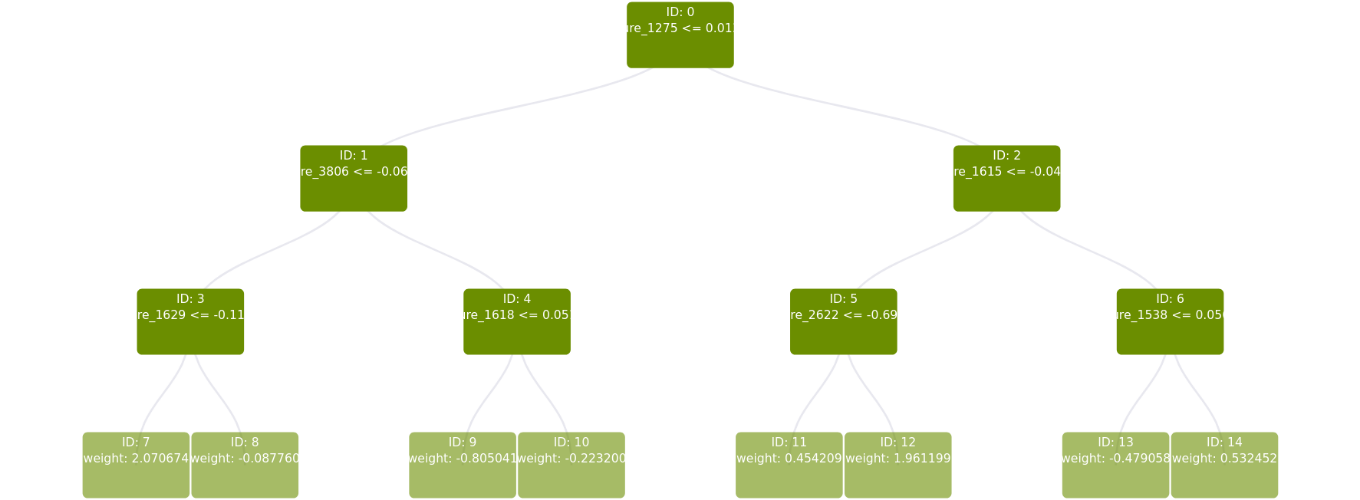 ID: 0
ure_1275 <= 0.01
ID: 1
re_3806 <= -0.06
ID: 2
re_1615 <= -0.04
ID: 3
re_1629 <= -0.11
ID: 4
ure_1618 <= 0.05
ID: 5
re_2622 <= -0.69
ID: 6
ure_1538 <= 0.05
ID: 7
weight: 2.070674
ID: 8
weight: -0.087760
ID: 9
weight: -0.805041
ID: 10
weight: -0.223200
ID: 11
weight: 0.454209
ID: 12
weight: 1.961199
ID: 13
weight: -0.479058
ID: 14
weight: 0.532452